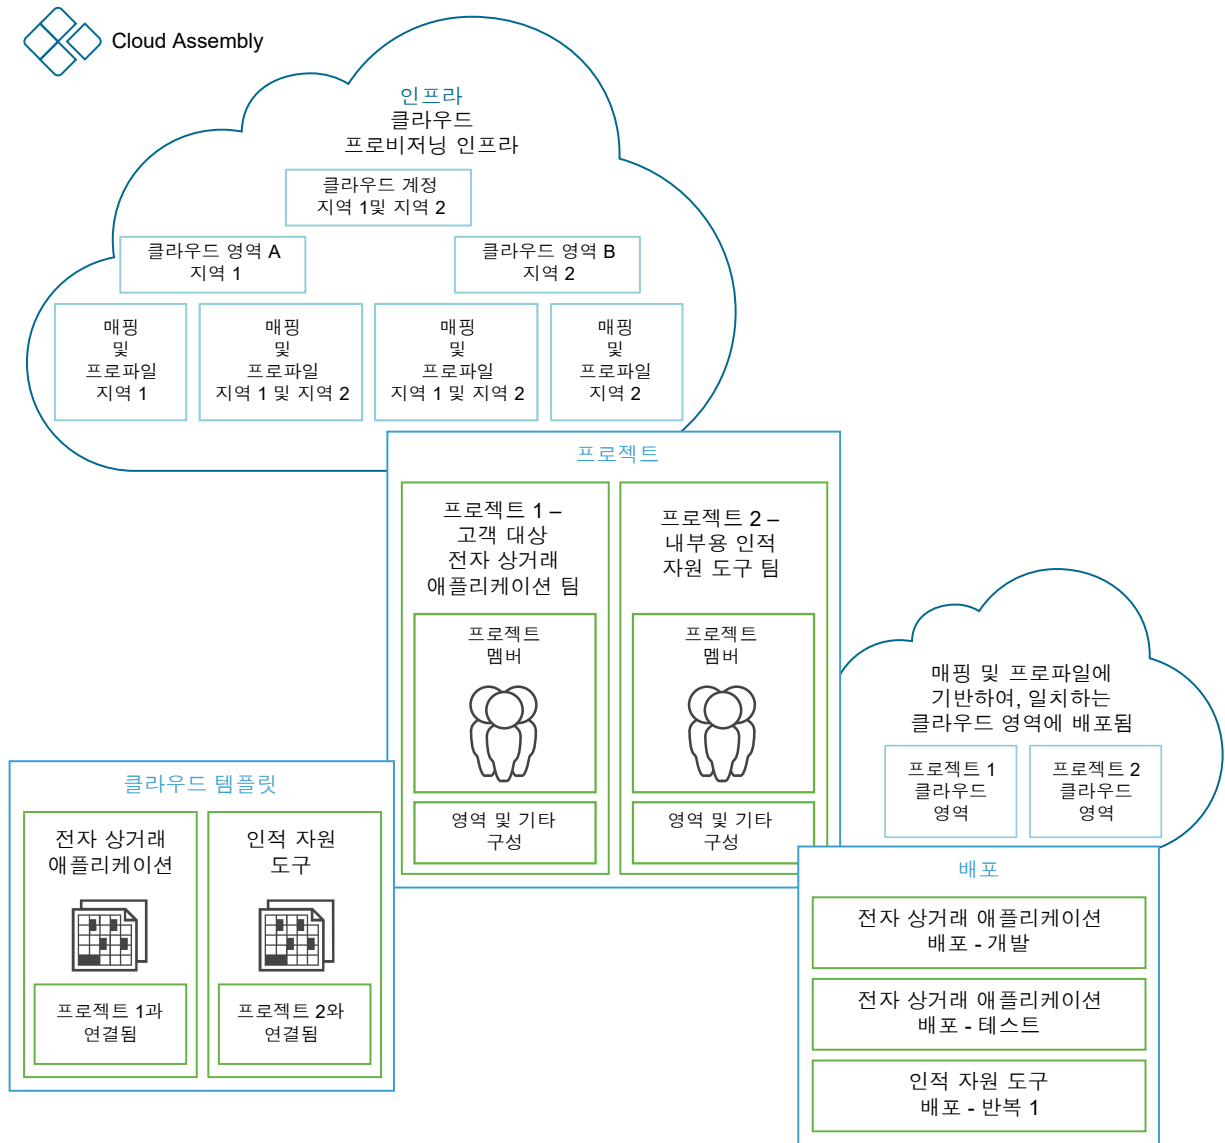 Cloud Assembly
인프라
클라우드
프로비저닝 인프라
클라우드 계정
지역 1및 지역 2
클라우드 영역 A
지역 1
클라우드 영역 B
지역 2
매핑
및
프로파일
지역 1
매핑
및
프로파일
지역 1 및 지역 2
매핑
및
프로파일
지역 1 및 지역 2
매핑
및
프로파일
지역 2
프로젝트
프로젝트 1 –
고객 대상
전자 상거래
애플리케이션 팀
프로젝트
멤버
영역 및 기타
구성
프로젝트 2 –
내부용 인적
자원 도구 팀
프로젝트
멤버
영역 및 기타
구성
클라우드 템플릿
전자 상거래
애플리케이션
프로젝트 1과
연결됨
인적 자원
도구
프로젝트 2와
연결됨
매핑 및 프로파일에
기반하여, 일치하는
클라우드 영역에 배포됨
프로젝트 1
클라우드
영역
프로젝트 2
클라우드
영역
배포
전자 상거래 애플리케이션
배포 - 개발
전자 상거래 애플리케이션
배포 - 테스트
인적 자원 도구
배포 - 반복 1